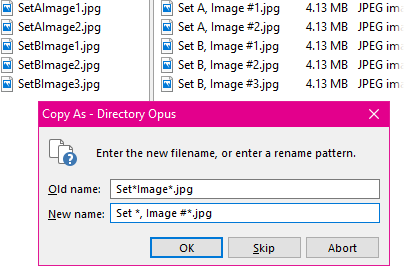 SetAImage1.jpg Set A, Image #1.jpg 4.13 MB JPEG im
SetAImage2.jpg Set A, Image #2.jpg 4.13 MB JPEG im
SetBImage1.jpg Set B, Image #1.jpg 4.13 MB JPEG im
SetBImage2.jpg Set B, Image #2.jpg 4.13 MB JPEG im
SetBImage3.jpg Set B, Image #3.jpg 4.13 MB JPEG im
Copy As - Directory Opus
Enter the new filename, or enter a rename pattern.
Old name: Set*Image*.jpg
New name: Set *, Image #*.jpg
OK Skip Abort